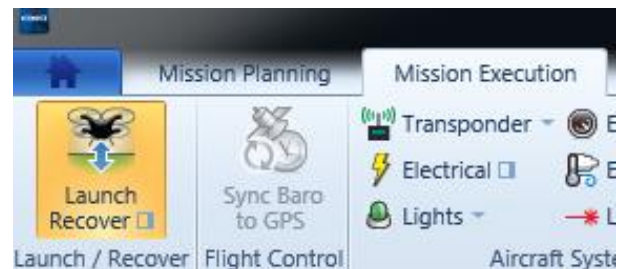 Mission Planning
Mission Execution
Launch
Recover
Sync Baro
to GPS
Transponder
E
Electrical
E
Lights
L
Launch / Recover
Flight Control
Aircraft Syste